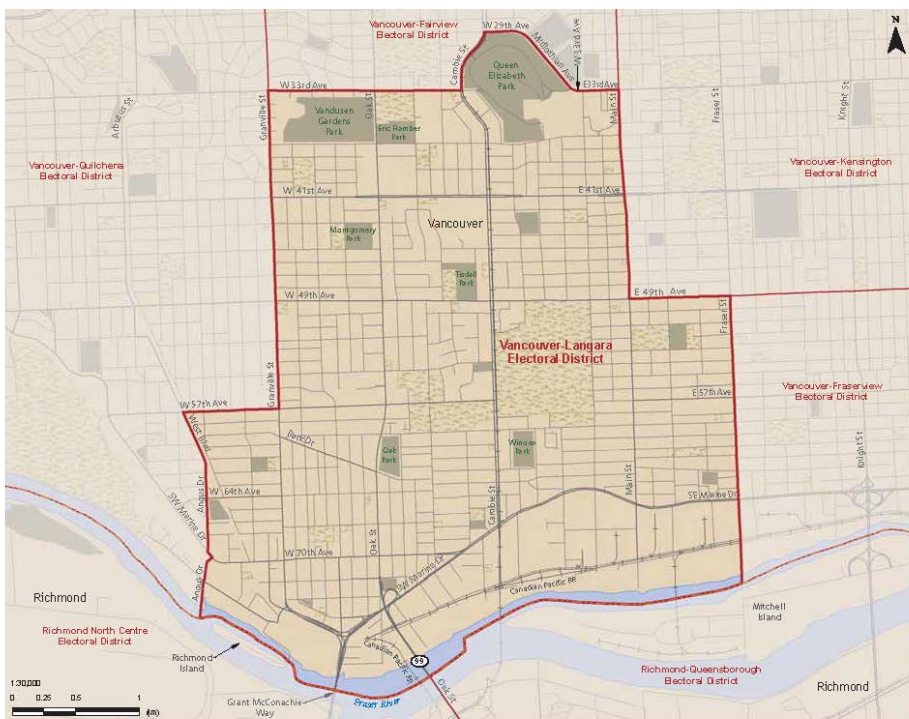 Vancouver-Fairview
Electoral District
W 29th Ave
Midlothian Ave
W 33rd Ave
N
Cambie St
Queen
Elizabeth
Park
W 33rd Ave
E33rd Ave
Arbutus St
Granville St
Vandusen
Gardens
Park
Oak St
Eric Hamber
Park
Main St
Fraser St
Knight St
Vancouver-Quilchena
Electoral District
Vancouver-Kensington
Electoral District
W 41st Ave
E 41st Ave
Vancouver
Montgomery
Park
Tisdall
Park
W 49th Ave
E 49th Ave
Fraser St
Vancouver-Langara
Electoral District
Granville St
W 57th Ave
E 57th Ave
Vancouver-Fraserview
Electoral District
West Blvd
Park Dr
Oak
Park
Winona
Park
Knight St
Angus Dr
W 64th Ave
Main St
SE Marine Dr
SW Marine Dr
Cambie St
W 70th Ave
Oak St
SW Marine Dr
Canadian Pacific RR
Angus Dr
Richmond
Mitchell
Island
Richmond North Centre
Electoral District
Richmond
Island
Canadian Pacific RR
99
Richmond-Queensborough
Electoral District
Richmond
Oak St
1:30,000
0 0.25 0.5 1
(km)
Grant McConachie
Way
Fraser River